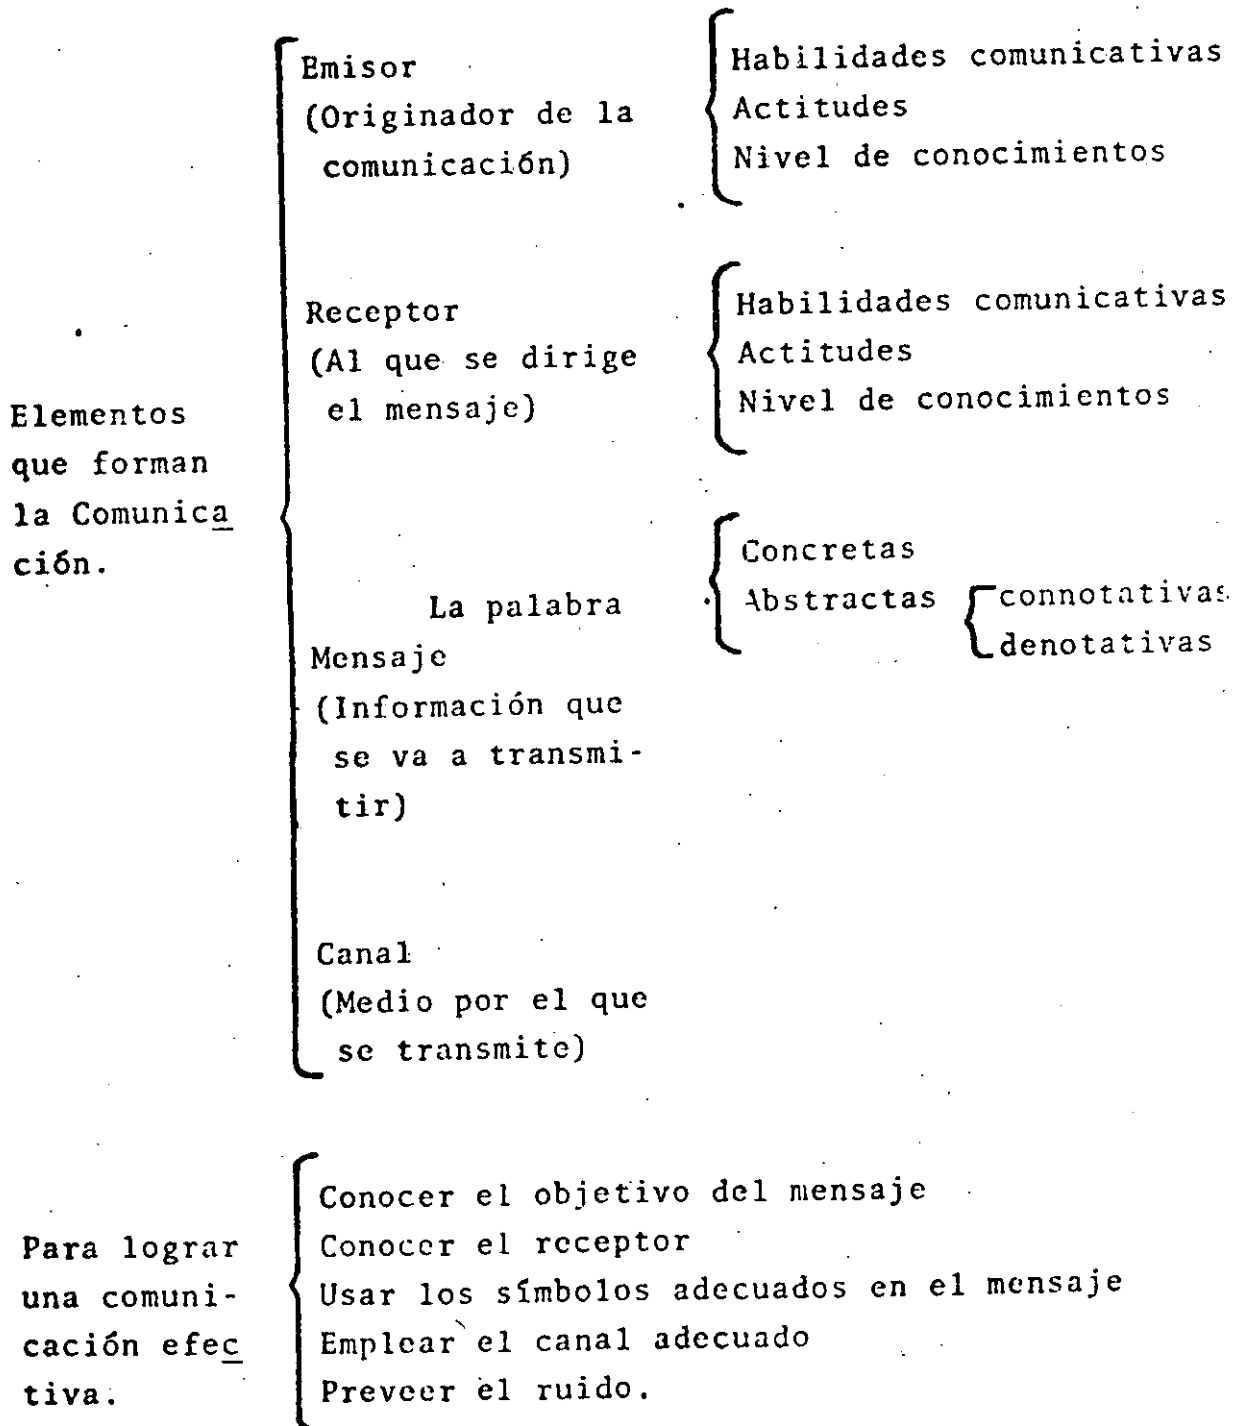 Elementos
que forman
la Comunica
ción.
Emisor
(Originador de la
comunicación)
Habilidades comunicativas
Actitudes
Nivel de conocimientos
Receptor
(Al que se dirige
el mensaje)
Habilidades comunicativas
Actitudes
Nivel de conocimientos
La palabra
Concretas
Abstractas
connotativas
denotativas
Mensaje
(Información que
se va a transmi-
tir)
Canal
(Medio por el que
se transmite)
Para lograr
una comuni-
cación efec
tiva.
Conocer el objetivo del mensaje
Conocer el receptor
Usar los símbolos adecuados en el mensaje
Emplear el canal adecuado
Preveer el ruido.